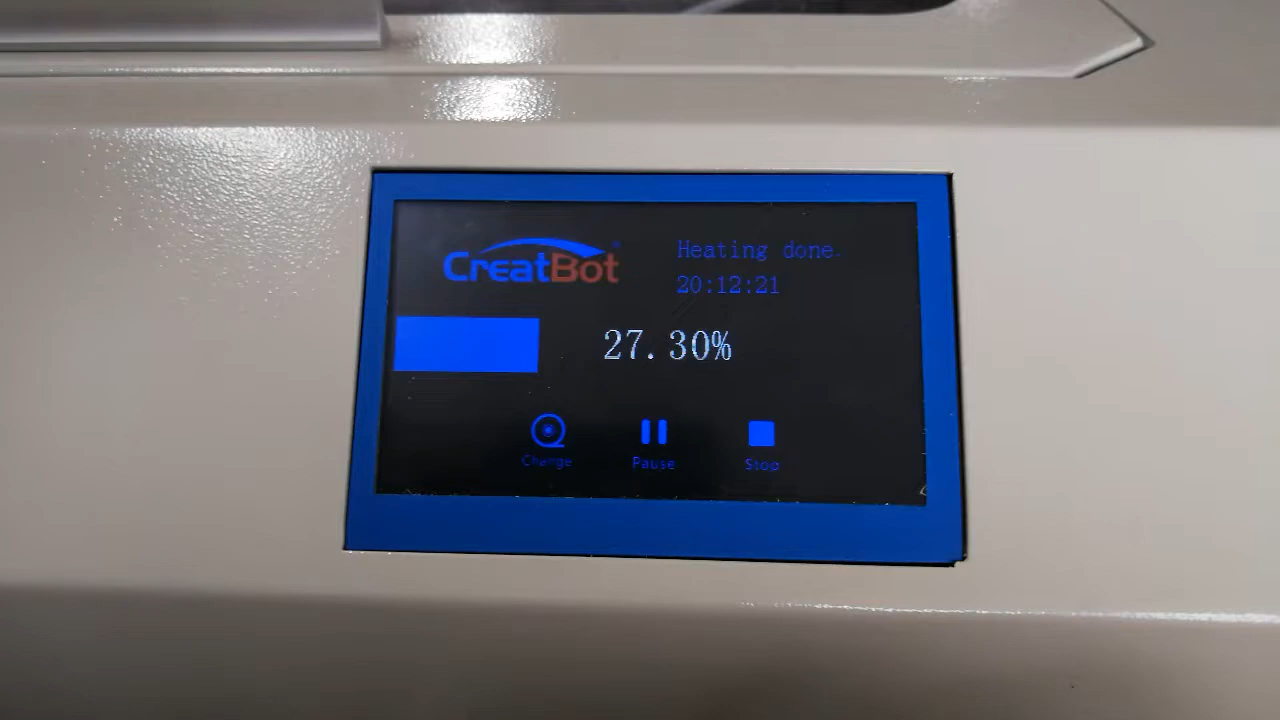 CreatBot®
Heating done.
20:12:21
27.30%
Change
Pause
Stop